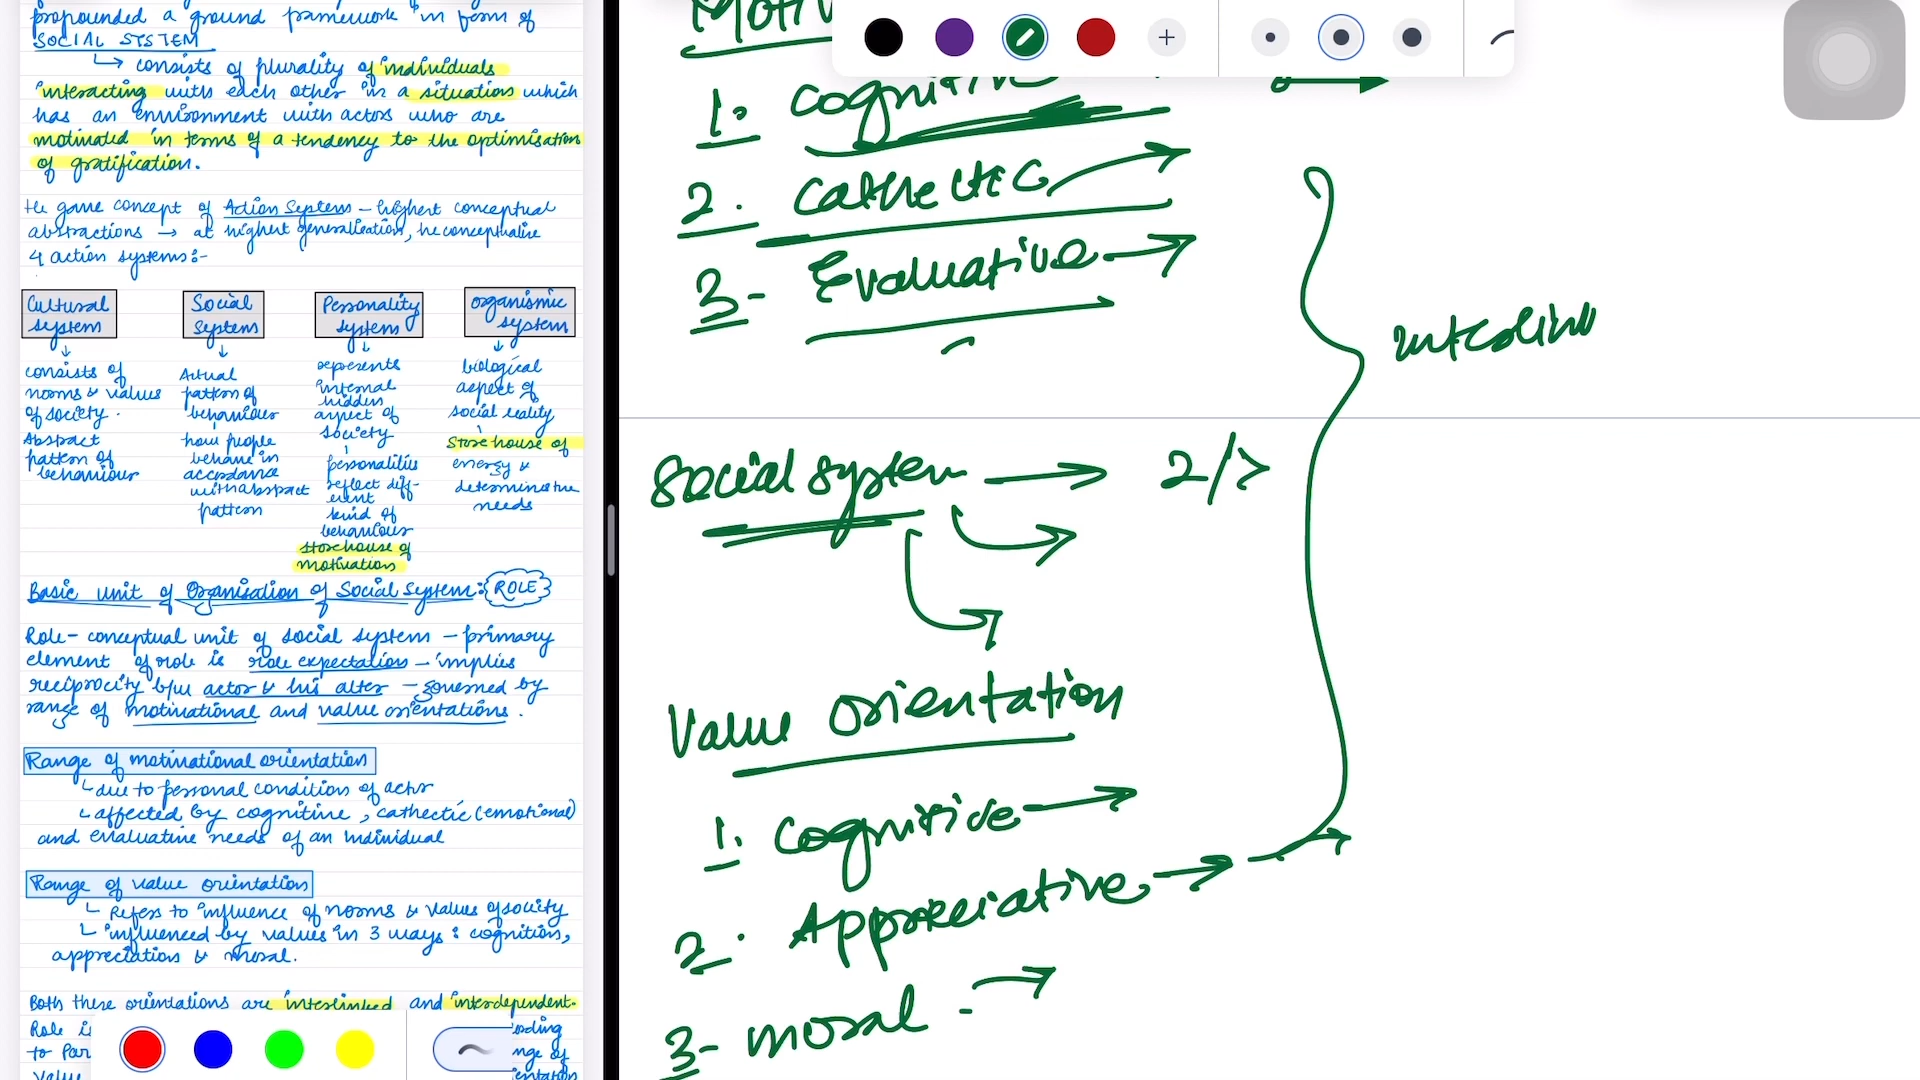 propounded a ground framework in form of
SOCIAL SYSTEM
↳ consists of plurality of individuals
interacting with each other in a situation which
has an environment with actors who are
motivated in terms of a tendency to the optimisation
of gratification.
He game concept of Action System – highest conceptual
abstractions → at highest generalisation, he conceptualise
4 action systems:-
Cultural system
↓
consists of
norms & values
of society.
Abstract
pattern of
behaviour
Social System
↓
Actual
pattern of
behaviour
how people
behave in
accordance
with abstract
pattern
Personality System
↓
represents
internal
hidden
aspect of
society
personalities
reflect diff-
erent
kind of
behaviour
storehouse of
motivation
Organismic System
↓
biological
aspect of
social reality
Store house of
energy &
determine the
needs
Basic unit of Organisation of Social System: ROLE
Role - conceptual unit of social system – primary
element of role is role expectation – implies
reciprocity b/w actor & his alter – governed by
range of motivational and value orientations.
Range of motivational orientation
↳ due to personal condition of actor
↳ affected by cognitive, cathectic (emotional)
and evaluative needs of an individual
Range of value orientation
↳ Refers to influence of norms & values of society
↳ influenced by values in 3 ways: cognition,
appreciation & moral.
Both these orientations are interlinked and interdependent.
Role
to Par
value
1. cognitive
2. cathectic →
3- Evaluative →
Social system → 2/>
Value orientation
1. cognitive →
2. Appreciative →
3- moral →